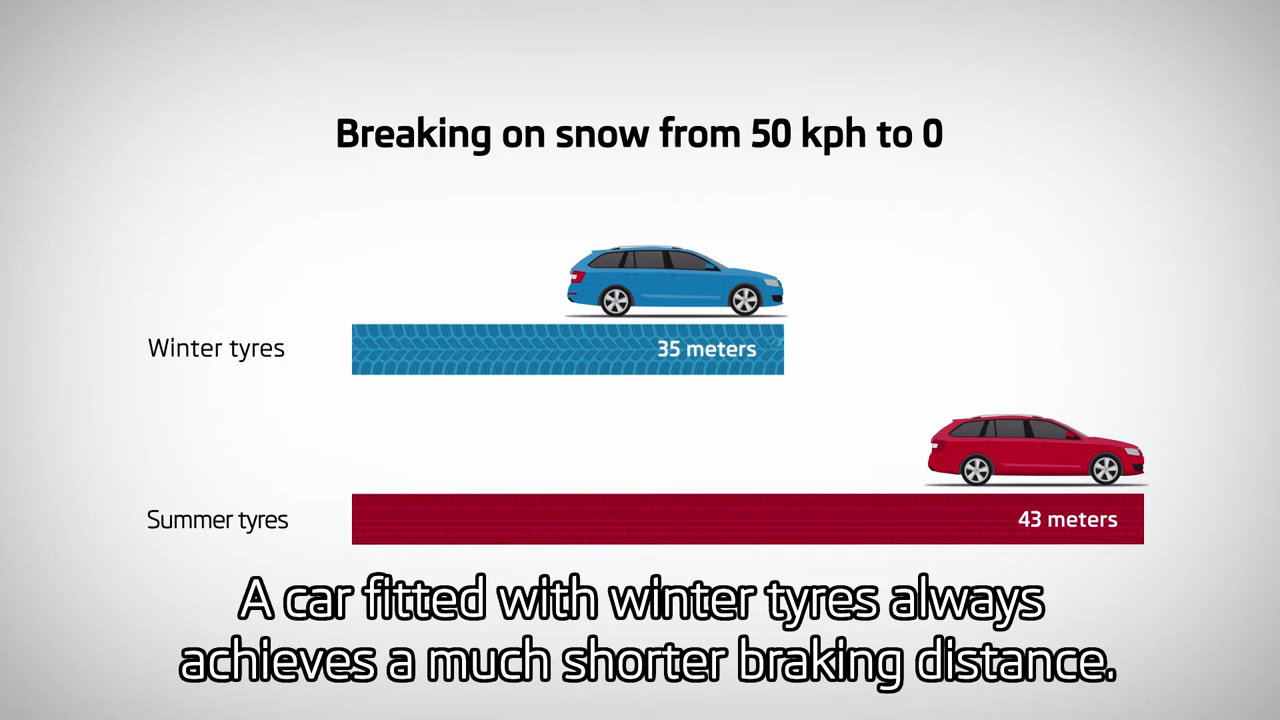 Breaking on snow from 50 kph to 0
Winter tyres
35 meters
Summer tyres
43 meters
A car fitted with winter tyres always
achieves a much shorter braking distance.